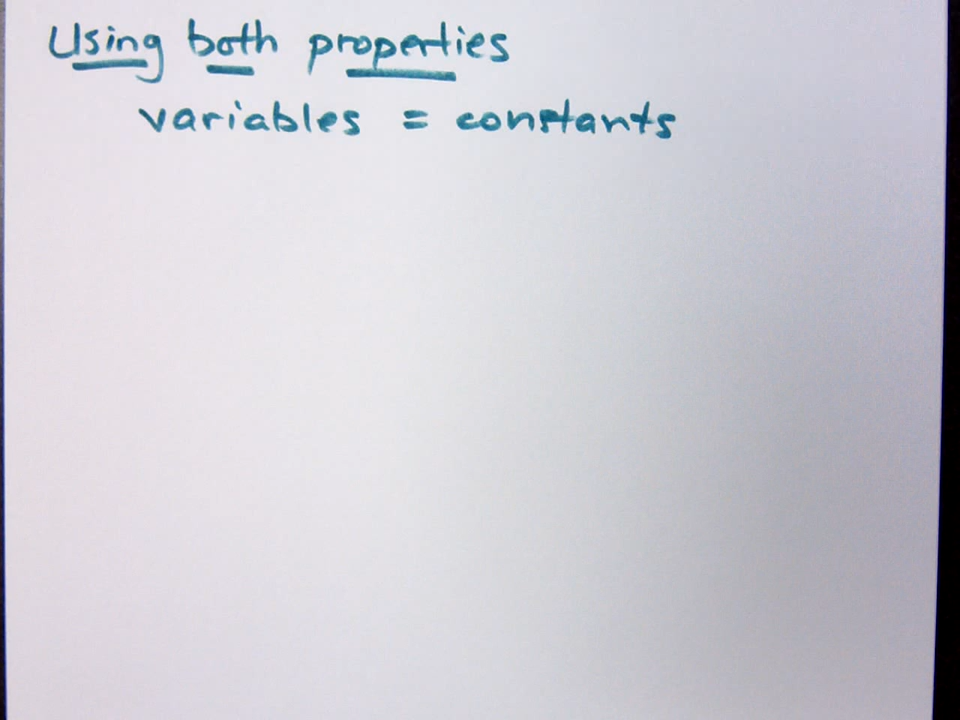 Using both properties
variables = constants